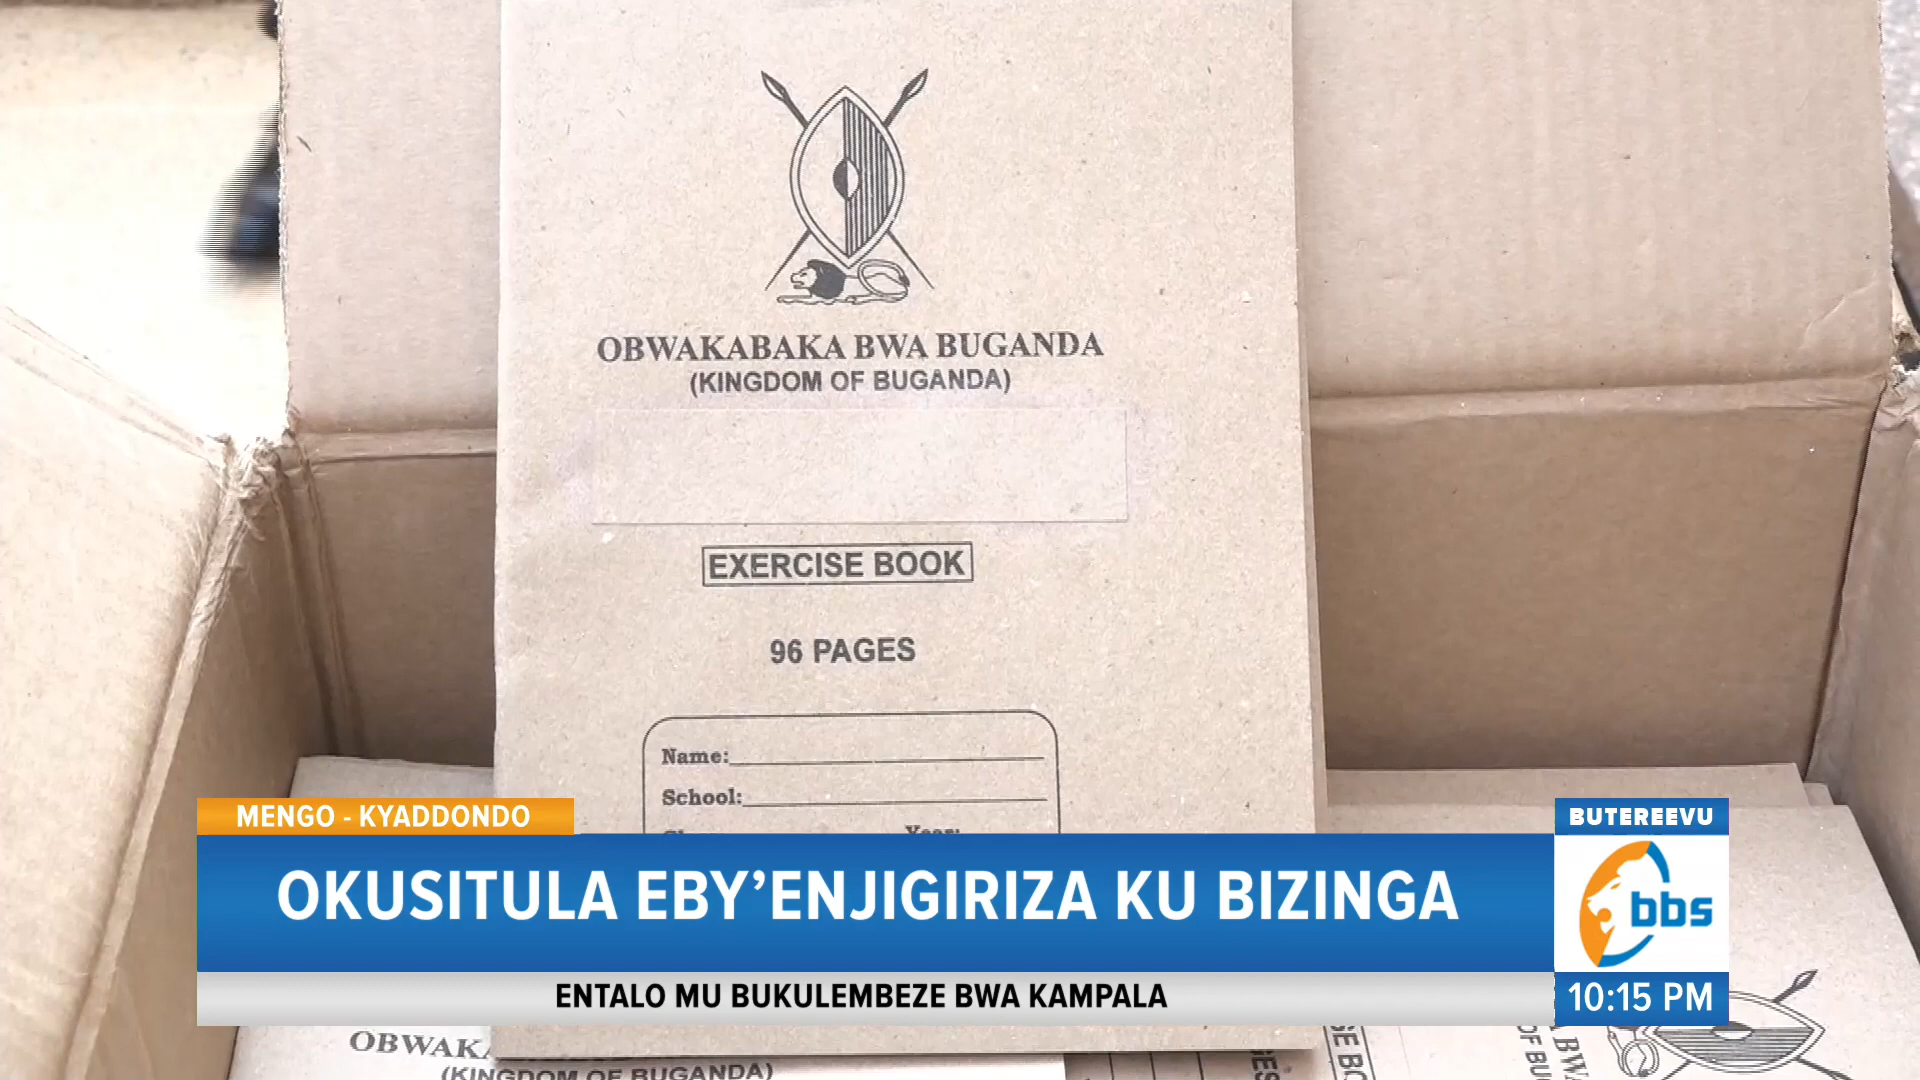 OBWAKABAKA BWA BUGANDA
(KINGDOM OF BUGANDA)
EXERCISE BOOK
96 PAGES
Name:
School:
Year:
MENGO - KYADDONDO
BUTEREEVU
OKUSITULA EBY’ENJIGIRIZA KU BIZINGA
bbs
ENTALO MU BUKULEMBEZE BWA KAMPALA
10:15 PM
(KINGDOM OF BUGANDA)